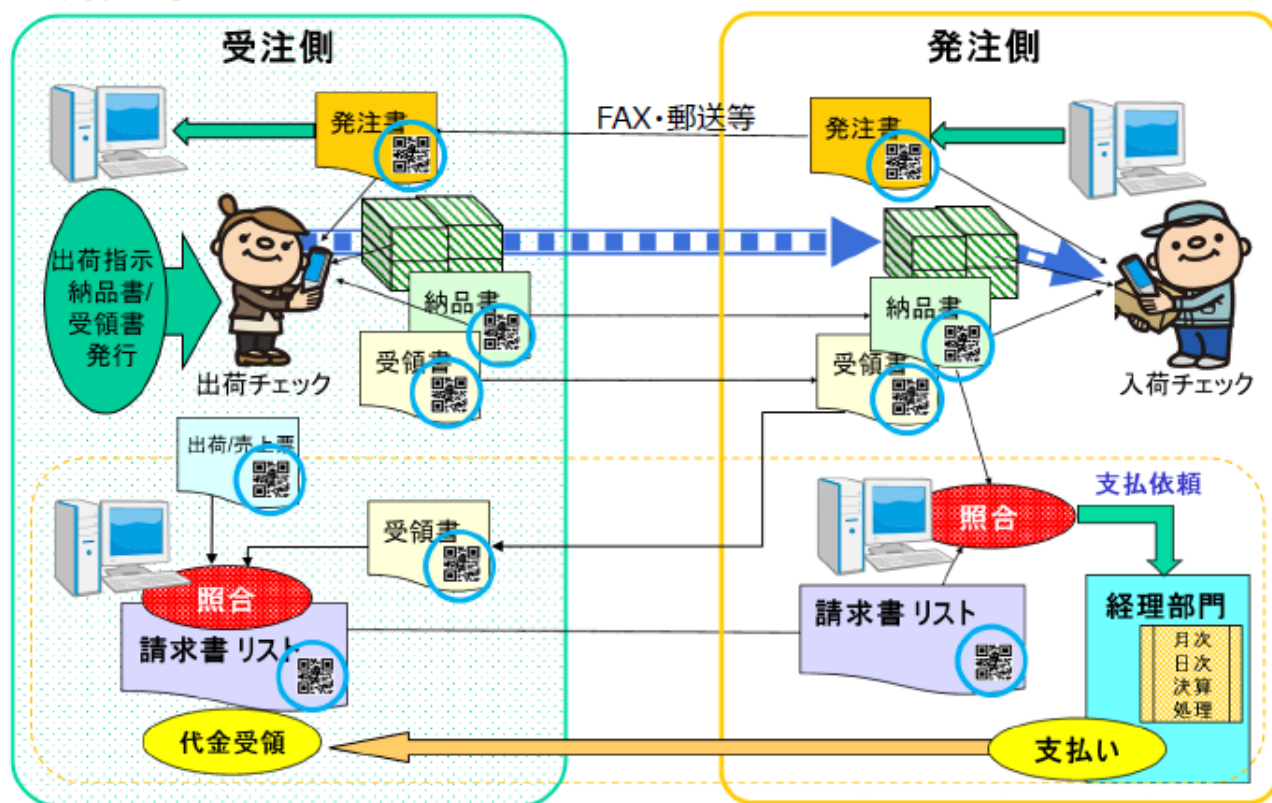 受注側
発注側
発注書
FAX・郵送等
発注書
出荷指示
納品書/
受領書
発行
納品書
納品書
受領書
受領書
出荷チェック
入荷チェック
出荷/売上票
支払依頼
受領書
照合
照合
請求書 リスト
請求書 リスト
経理部門
月次
日次
決算
処理
代金受領
支払い